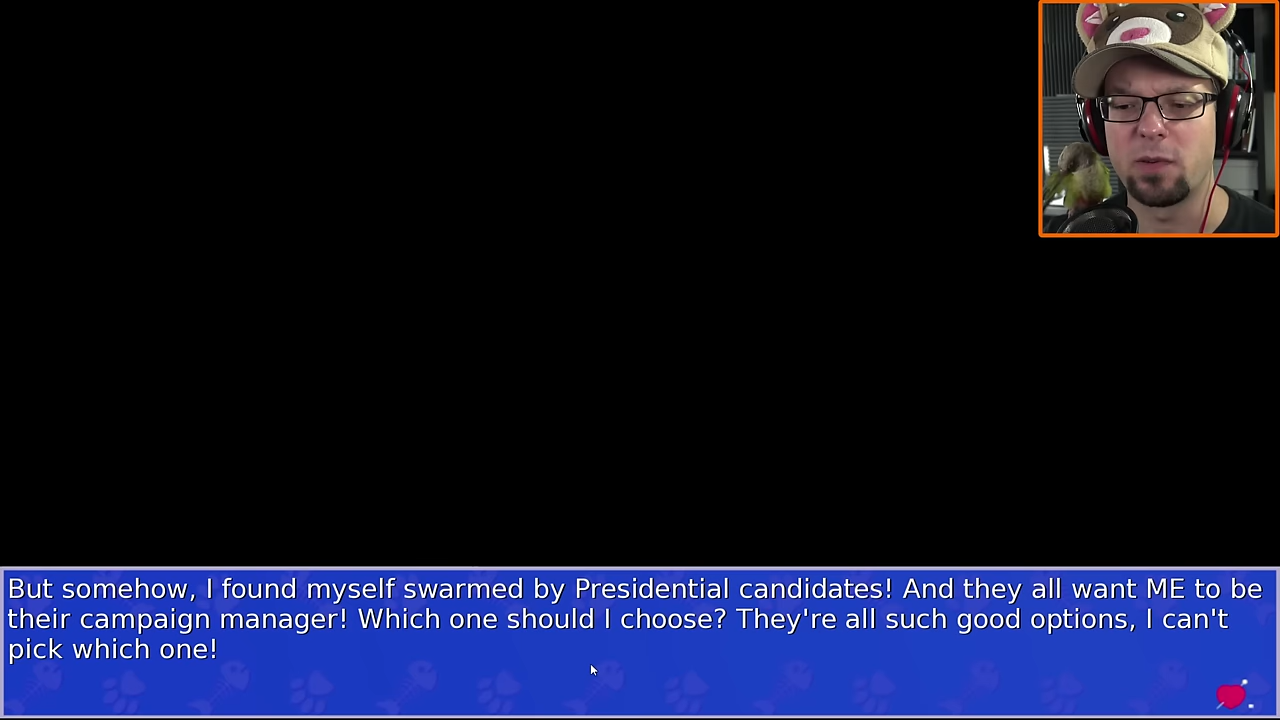 But somehow, I found myself swarmed by Presidential candidates! And they all want ME to be
their campaign manager! Which one should I choose? They're all such good options, I can't
pick which one!